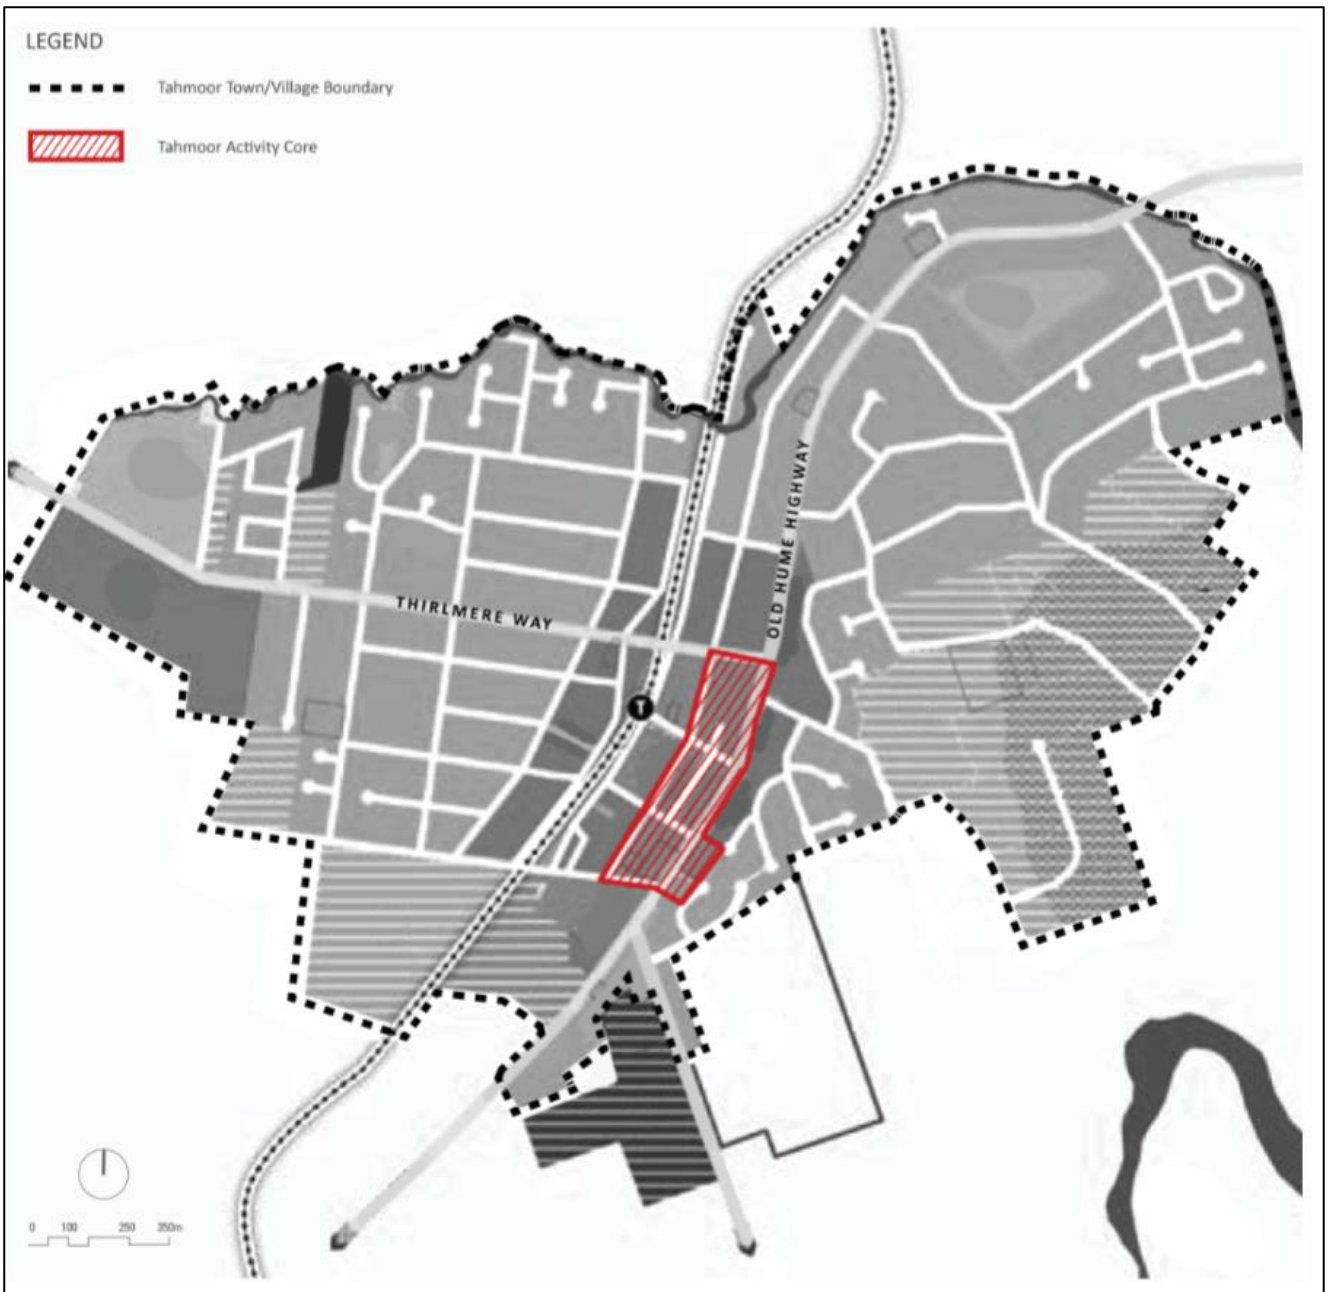 LEGEND
Tahmoor Town/Village Boundary
Tahmoor Activity Core
OLD HUME HIGHWAY
THIRLMERE WAY
T
0 100 250 350m